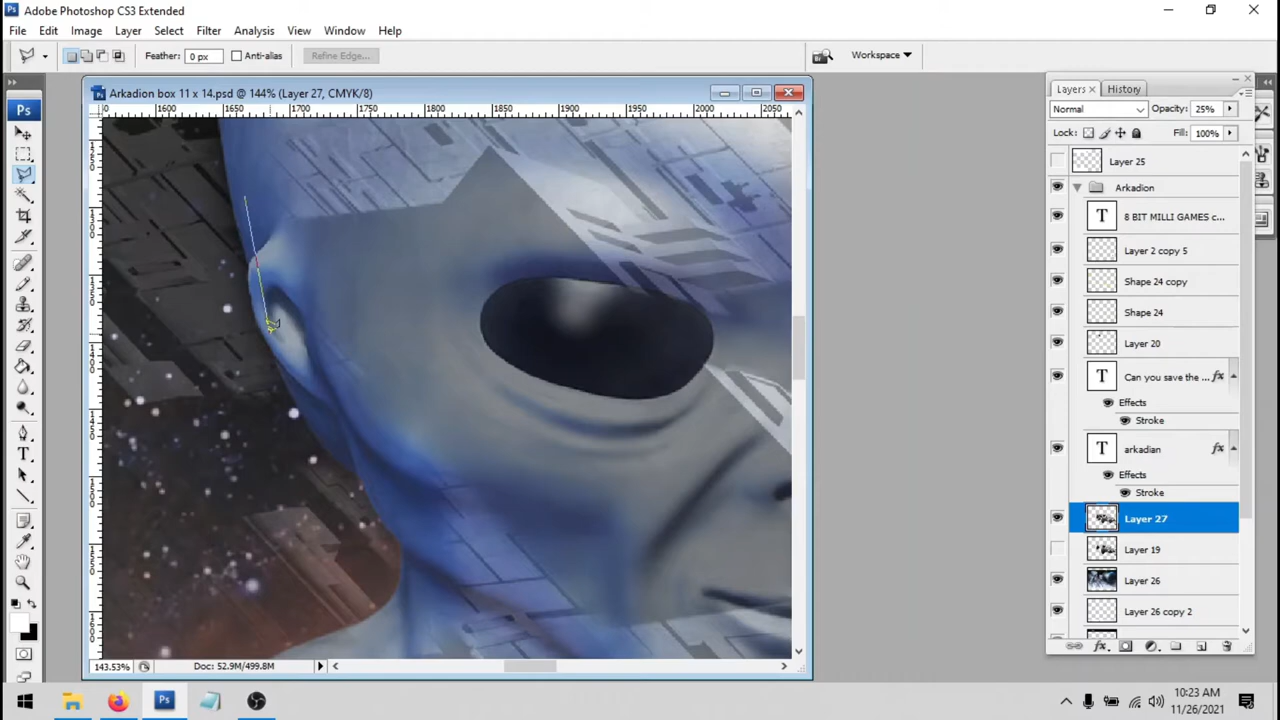 Adobe Photoshop CS3 Extended
File Edit Image Layer Select Filter Analysis View Window Help
Feather: 0 px Anti-alias Refine Edge... Workspace
Arkadion box 11 x 14.psd @ 144% (Layer 27, CMYK/8)
Layers x History
Normal Opacity: 25%
Lock: Fill: 100%
1600 1650 1700 1750 1800 1850 1900 1950 2000 2050
Layer 25
Arkadion
T 8 BIT MILLI GAMES c...
Layer 2 copy 5
Shape 24 copy
Shape 24
Layer 20
T Can you save the ... fx
Effects
Stroke
T arkadian fx
Effects
Stroke
Layer 27
Layer 19
Layer 26
Layer 26 copy 2
143.53% Doc: 52.9M/499.8M
Ps
10:23 AM
11/26/2021